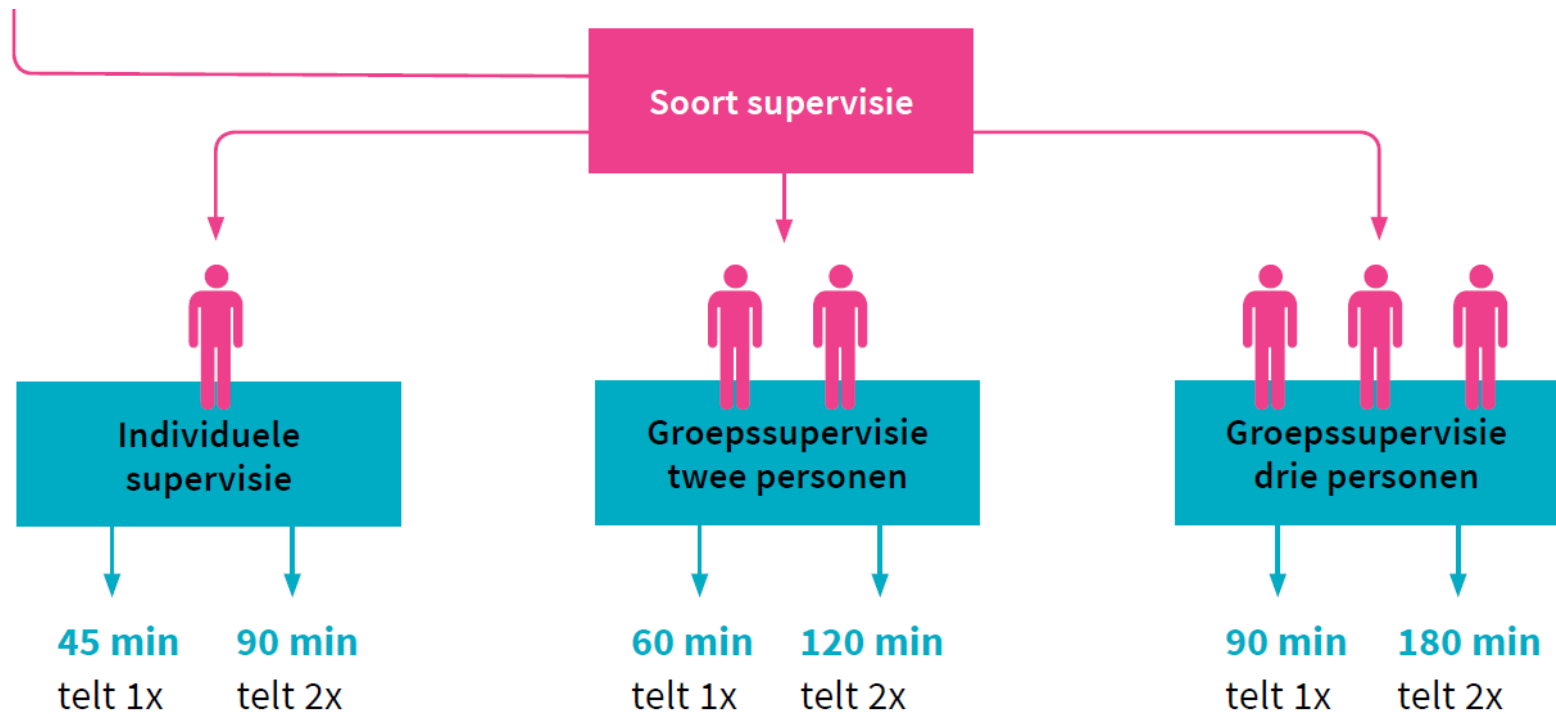 Soort supervisie
Individuele
supervisie
Groepssupervisie
twee personen
Groepssupervisie
drie personen
45 min
telt 1x
90 min
telt 2x
60 min
telt 1x
120 min
telt 2x
90 min
telt 1x
180 min
telt 2x